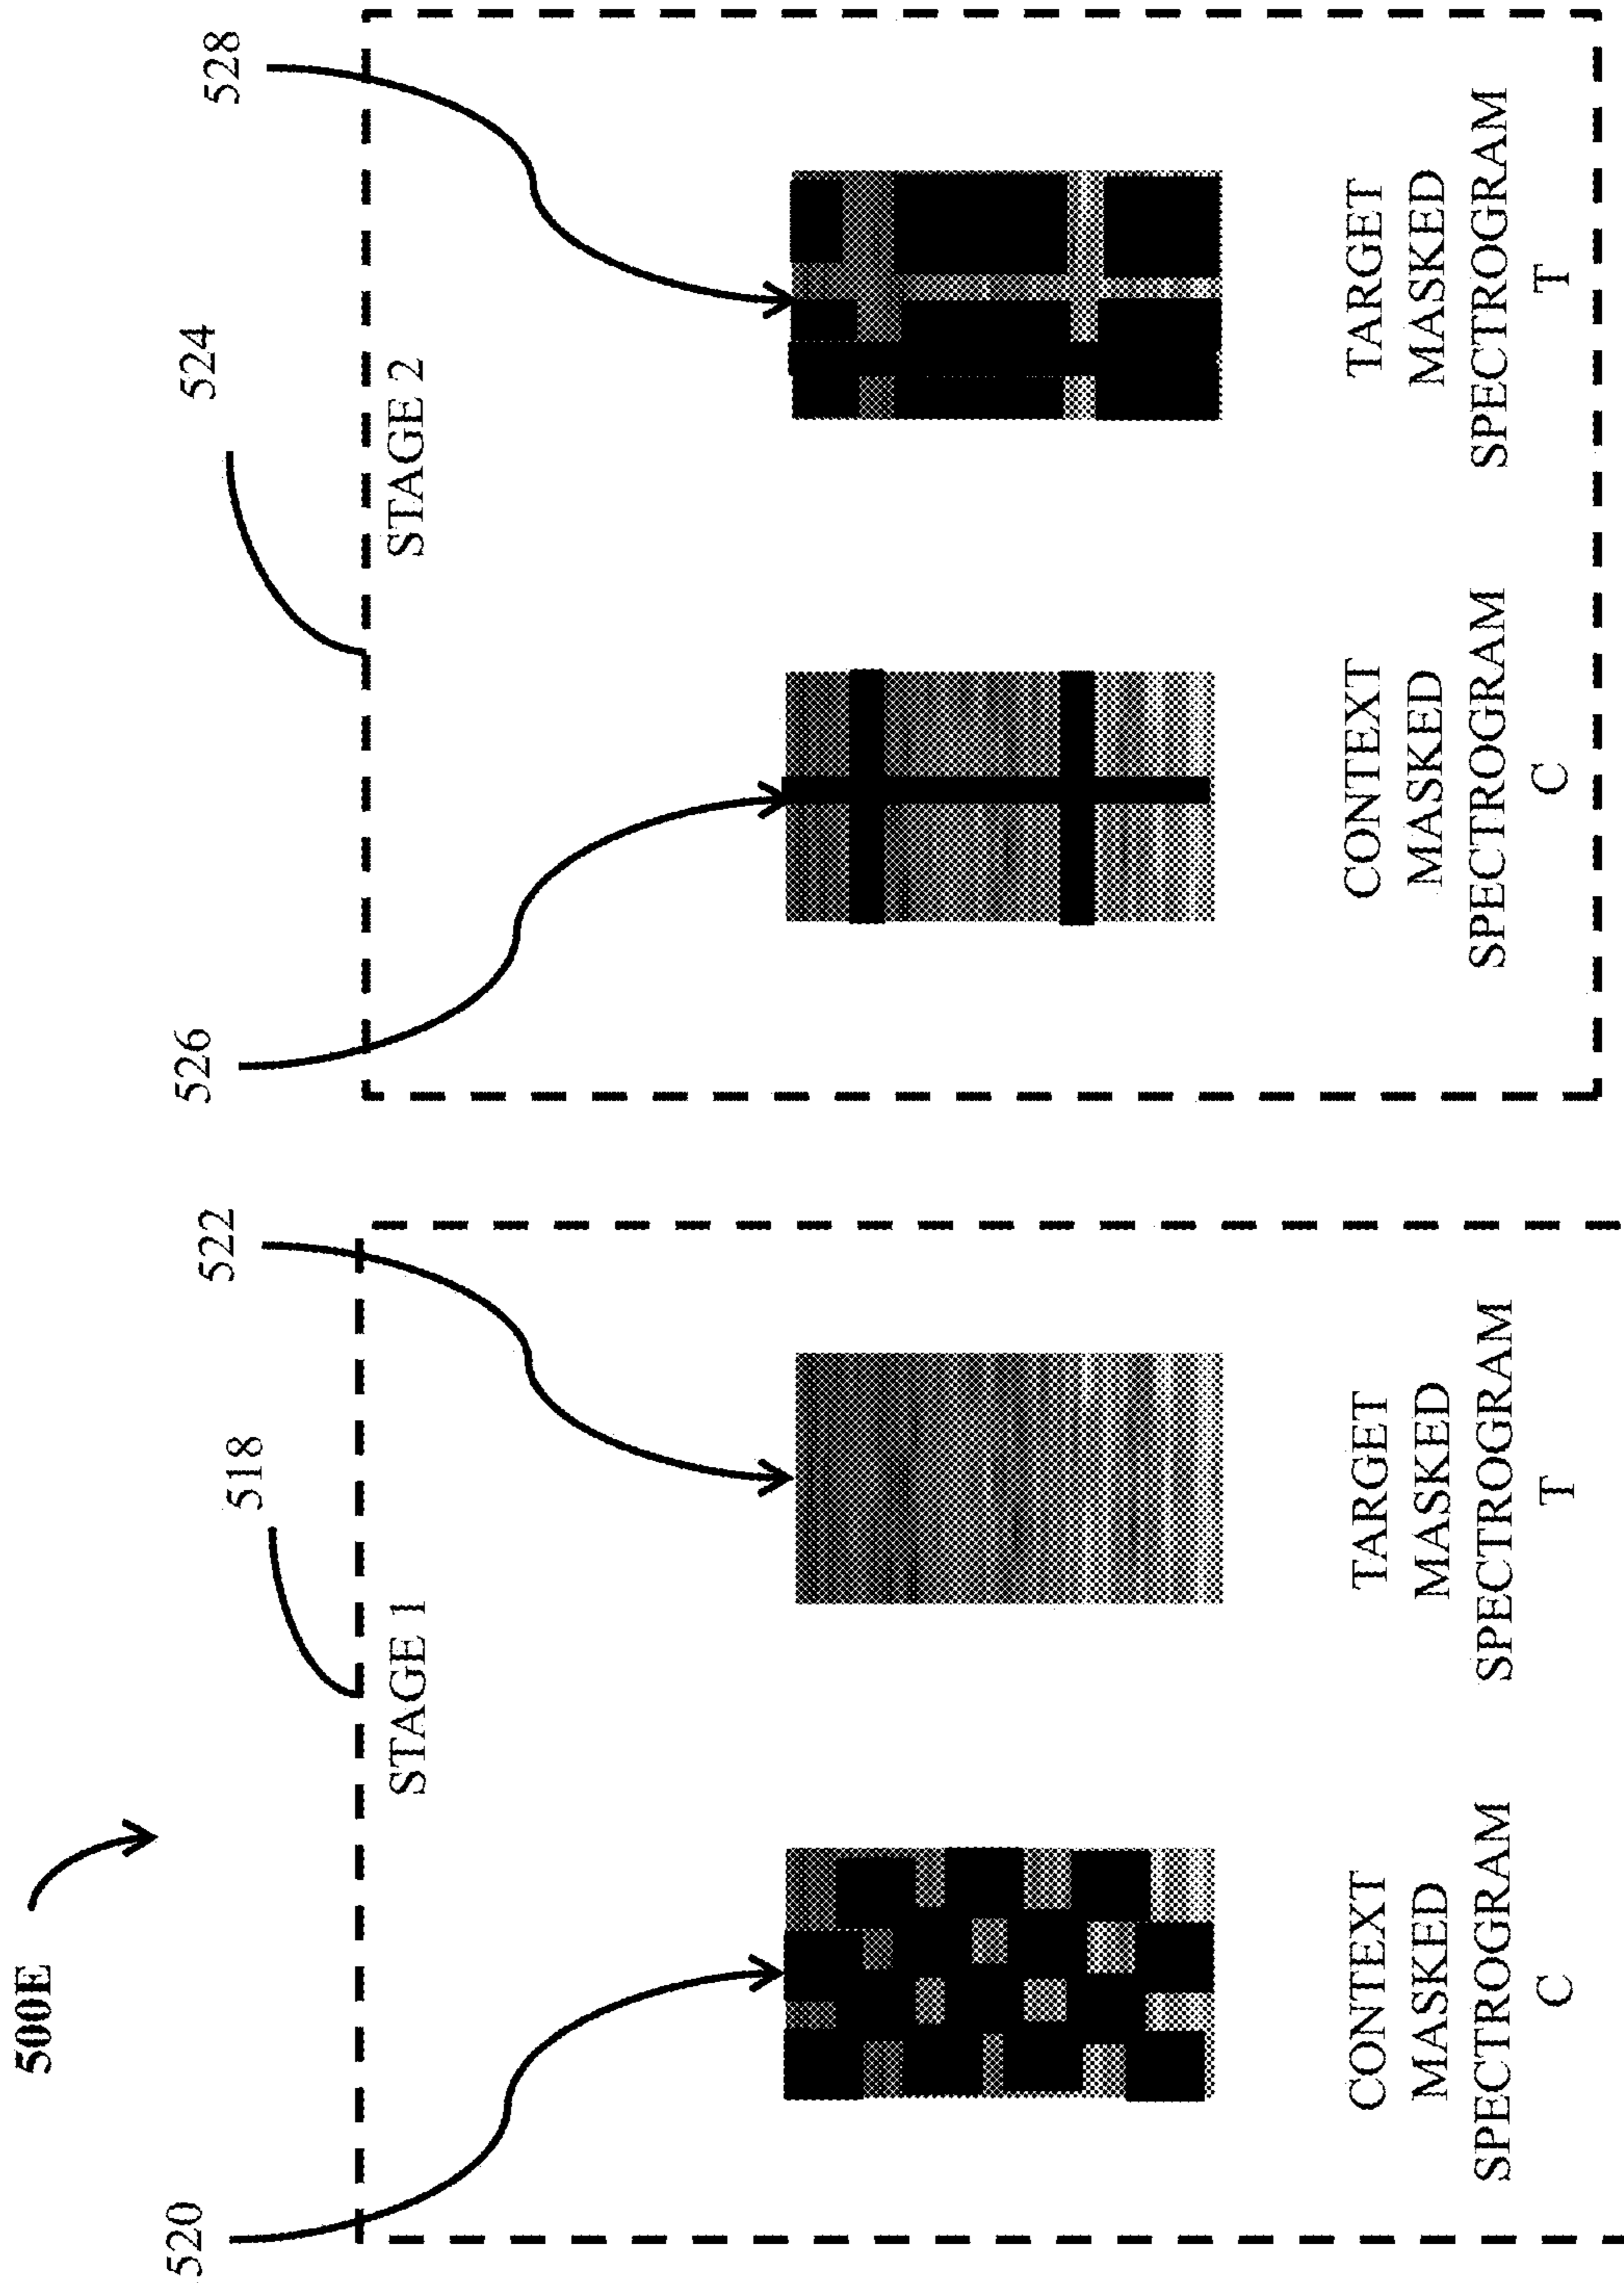 500E
520
518
522
STAGE 1
CONTEXT
MASKED
SPECTROGRAM
C
TARGET
MASKED
SPECTROGRAM
T
526
524
528
STAGE 2
CONTEXT
MASKED
SPECTROGRAM
C
TARGET
MASKED
SPECTROGRAM
T